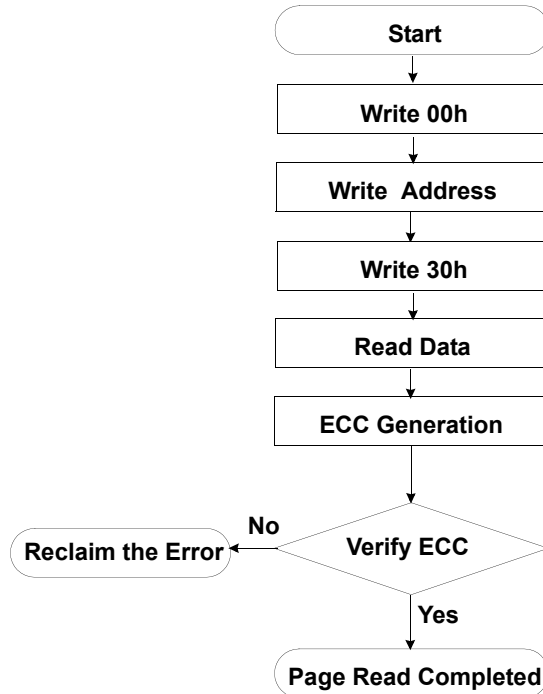 Start
Write 00h
Write Address
Write 30h
Read Data
ECC Generation
No
Reclaim the Error
Verify ECC
Yes
Page Read Completed